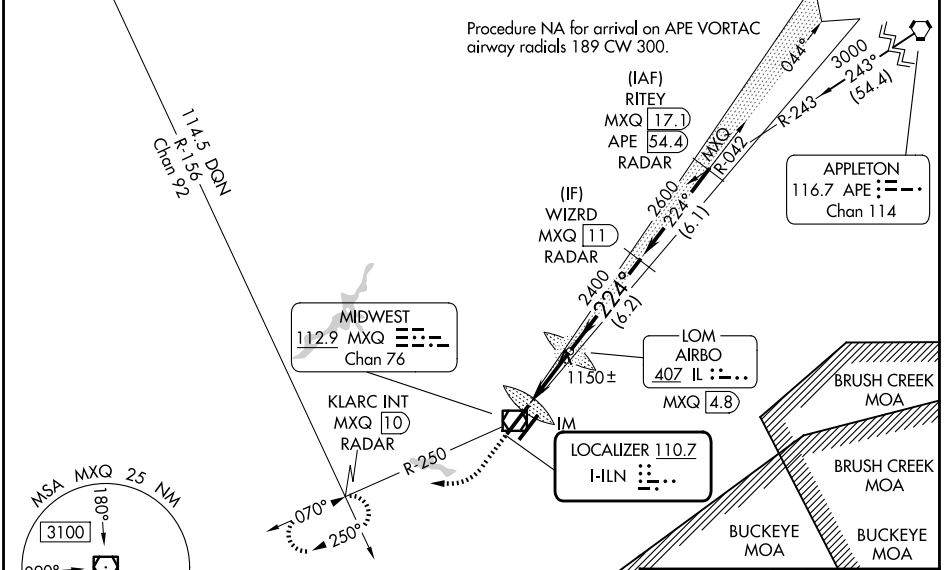 Procedure NA for arrival on APE VORTAC
airway radials 189 CW 300.
044°
3000
243°
(54.4)
R-243
(IAF)
RITEY
MXQ 17.1
APE 54.4
RADAR
MXQ
R-042
114.5 DQN
R-156
Chan 92
APPLETON
116.7 APE
Chan 114
2600
224°
(6.1)
(IF)
WIZRD
MXQ 11
RADAR
2400
224°
(6.2)
MIDWEST
112.9 MXQ
Chan 76
LOM
AIRBO
407 IL
MXQ 4.8
1150±
BRUSH CREEK
MOA
KLARC INT
MXQ 10
RADAR
IM
R-250
LOCALIZER 110.7
I-ILN
BRUSH CREEK
MOA
MSA MXQ 25 NM
180°
3100
070°
250°
BUCKEYE
MOA
BUCKEYE
MOA